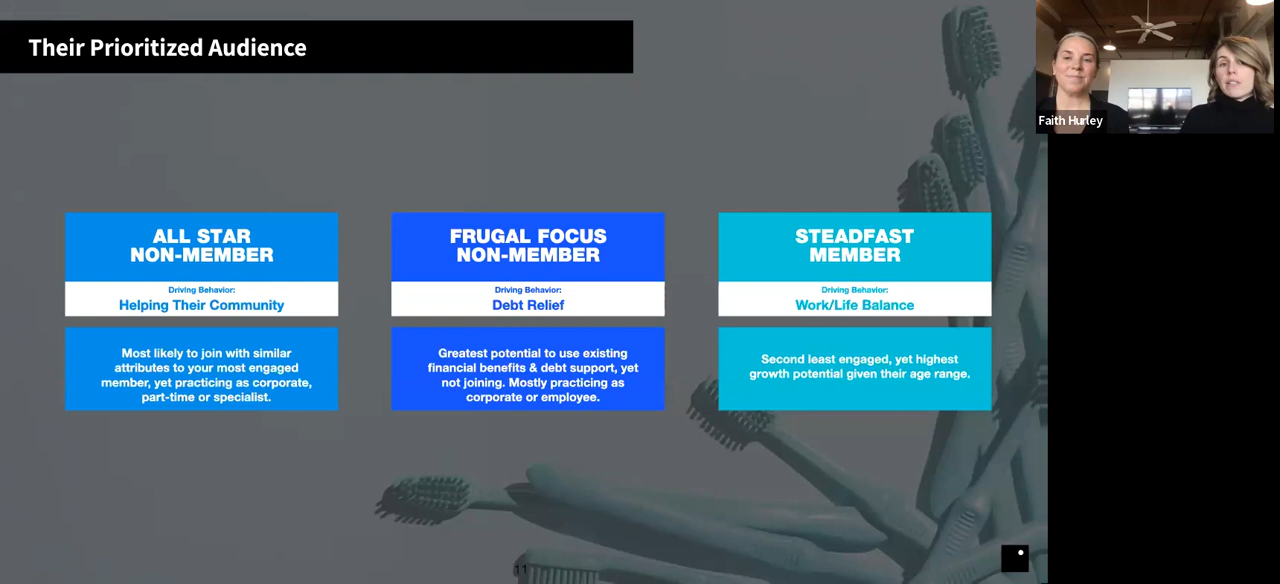 Their Prioritized Audience
Faith Hurley
ALL STAR
NON-MEMBER
Driving Behavior:
Helping Their Community
Most likely to join with similar
attributes to your most engaged
member, yet practicing as corporate,
part-time or specialist.
FRUGAL FOCUS
NON-MEMBER
Driving Behavior:
Debt Relief
Greatest potential to use existing
financial benefits & debt support, yet
not joining. Mostly practicing as
corporate or employee.
STEADFAST
MEMBER
Driving Behavior:
Work/Life Balance
Second least engaged, yet highest
growth potential given their age range.
11